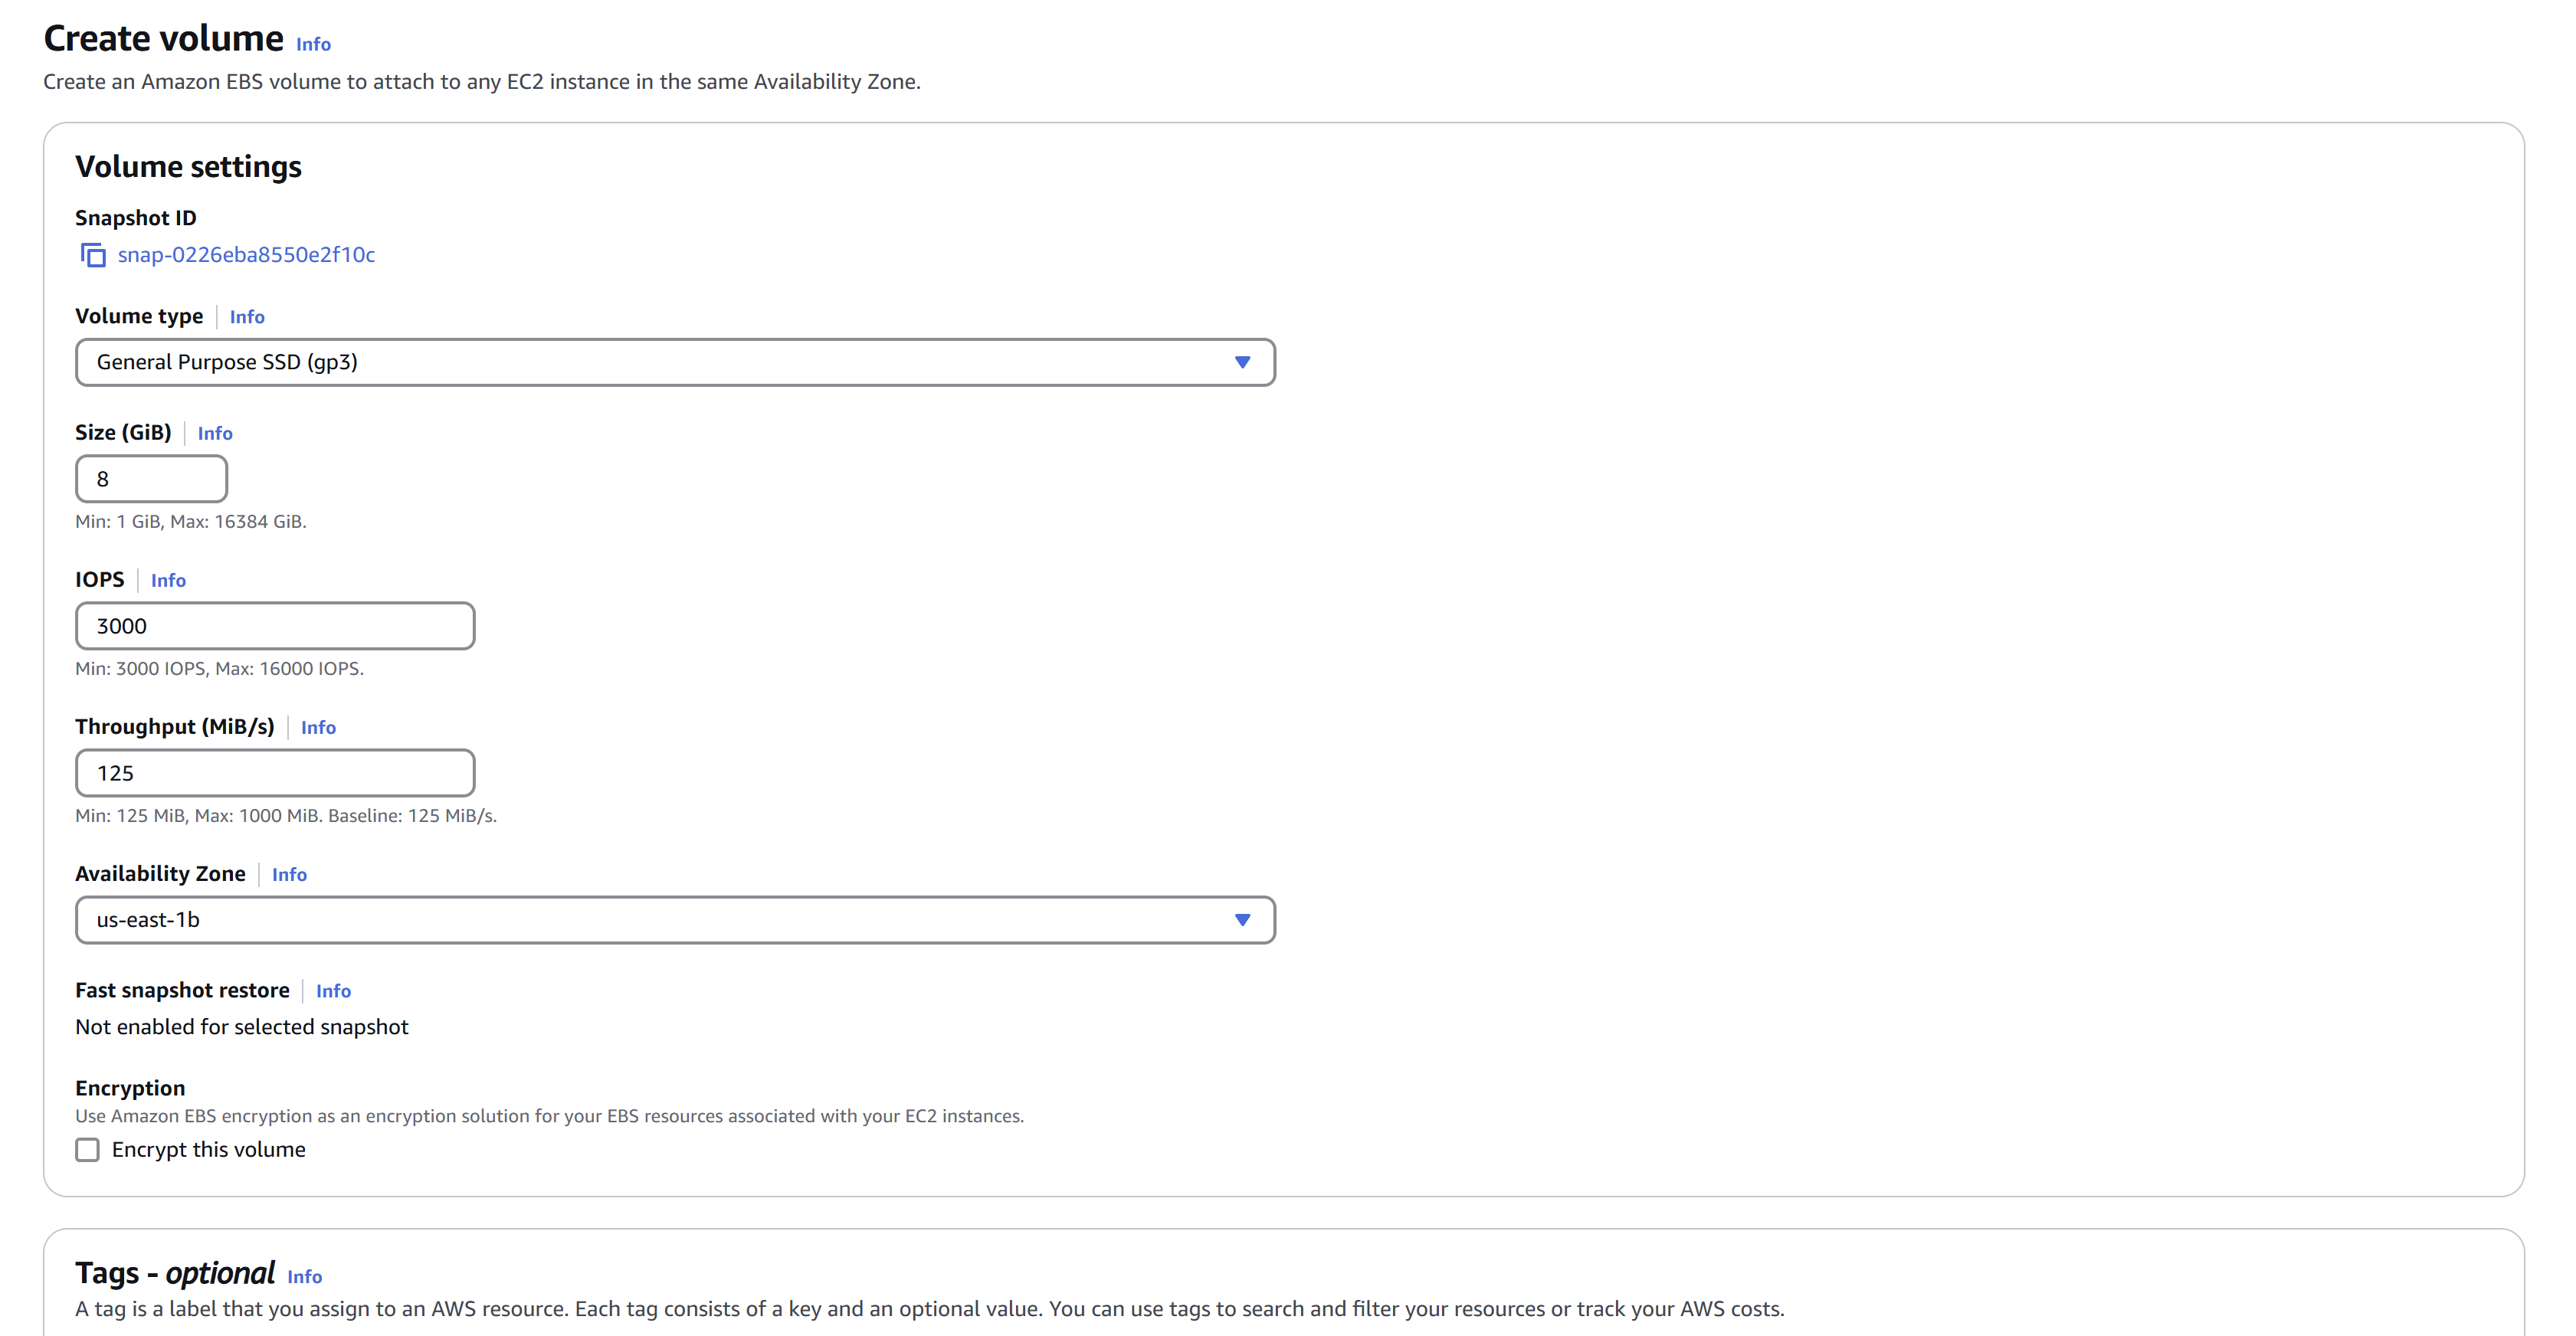 Create volume Info
Create an Amazon EBS volume to attach to any EC2 instance in the same Availability Zone.
Volume settings
Snapshot ID
snap-0226eba8550e2f10c
Volume type Info
General Purpose SSD (gp3)
Size (GiB) Info
8
Min: 1 GiB, Max: 16384 GiB.
IOPS Info
3000
Min: 3000 IOPS, Max: 16000 IOPS.
Throughput (MiB/s) Info
125
Min: 125 MiB, Max: 1000 MiB. Baseline: 125 MiB/s.
Availability Zone Info
us-east-1b
Fast snapshot restore Info
Not enabled for selected snapshot
Encryption
Use Amazon EBS encryption as an encryption solution for your EBS resources associated with your EC2 instances.
Encrypt this volume
Tags - optional Info
A tag is a label that you assign to an AWS resource. Each tag consists of a key and an optional value. You can use tags to search and filter your resources or track your AWS costs.